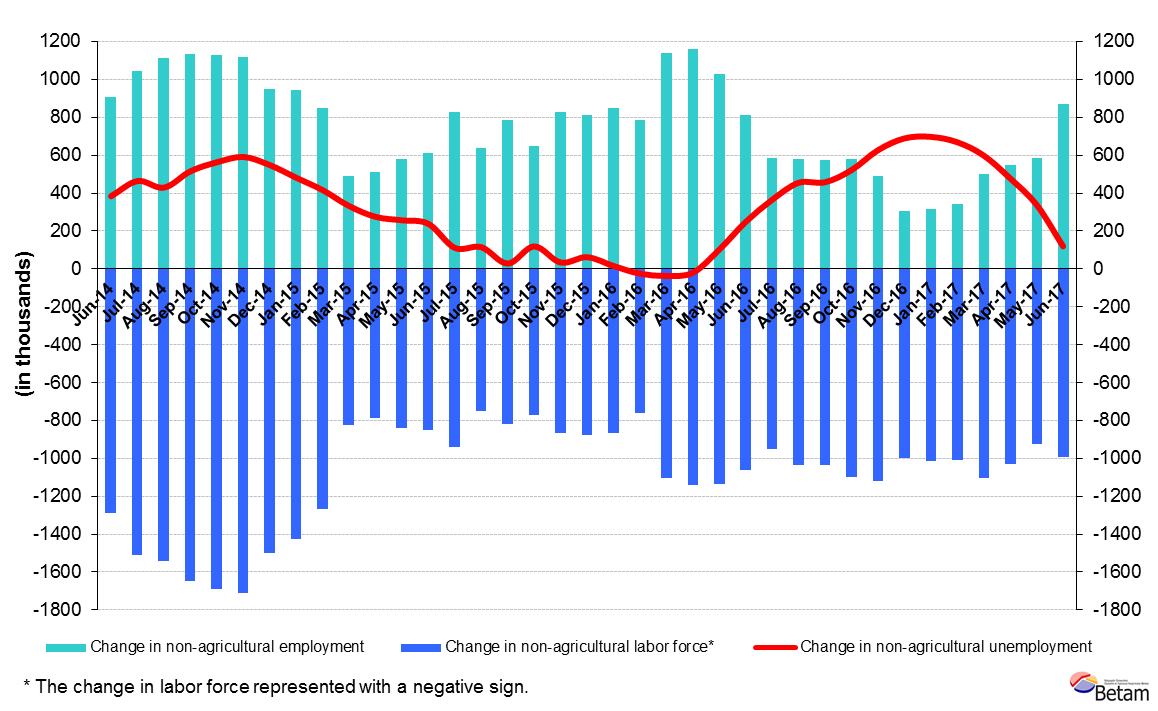 1200 1200
1000 1000
800 800
600 600
400 400
200 200
0 0
-200 -200
-400 -400
-600 -600
-800 -800
-1000 -1000
-1200 -1200
-1400 -1400
-1600 -1600
-1800 -1800
(in thousands)
Jun-14
Jul-14
Aug-14
Sep-14
Oct-14
Nov-14
Dec-14
Jan-15
Feb-15
Mar-15
Apr-15
May-15
Jun-15
Jul-15
Aug-15
Sep-15
Oct-15
Nov-15
Dec-15
Jan-16
Feb-16
Mar-16
Apr-16
May-16
Jun-16
Jul-16
Aug-16
Sep-16
Oct-16
Nov-16
Dec-16
Jan-17
Feb-17
Mar-17
Apr-17
May-17
Jun-17
Change in non-agricultural employment Change in non-agricultural labor force* Change in non-agricultural unemployment
* The change in labor force represented with a negative sign.
Betam